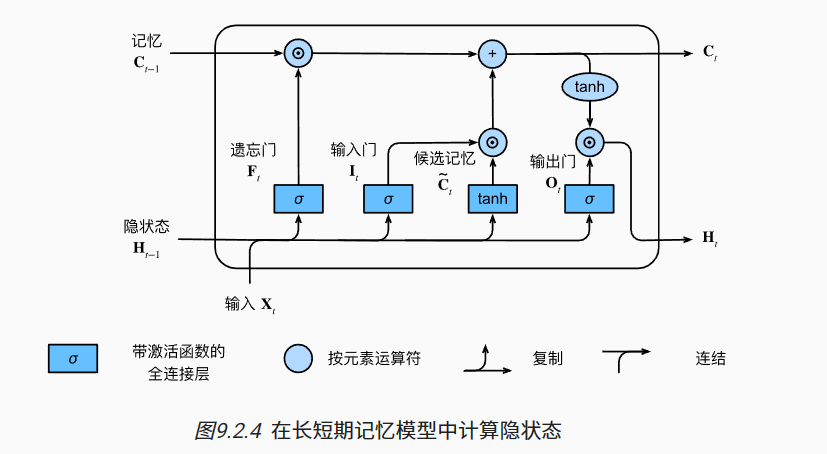 记忆
C_{t-1}
⊙
+
C_t
tanh
遗忘门
F_t
输入门
I_t
候选记忆
C̃_t
⊙
输出门
O_t
⊙
σ
σ
tanh
σ
隐状态
H_{t-1}
H_t
输入 X_t
σ
带激活函数的
全连接层
按元素运算符
复制
连结
图9.2.4 在长短期记忆模型中计算隐状态